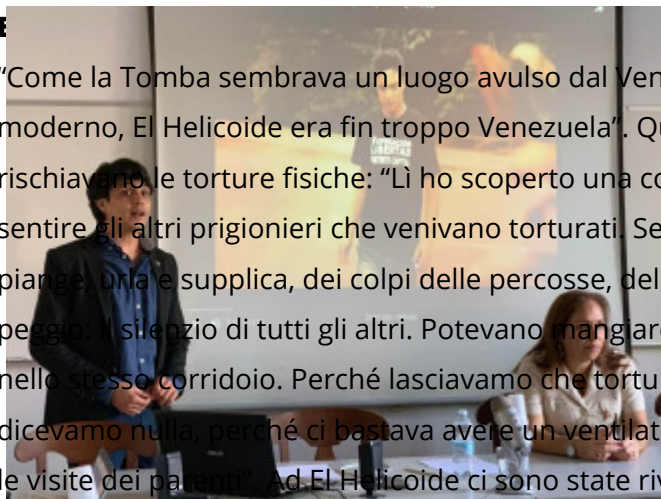 E
“Come la Tomba sembrava un luogo avulso dal Ven
moderno, El Helicoide era fin troppo Venezuela”. Qu
rischiavano le torture fisiche: “Lì ho scoperto una co
sentire gli altri prigionieri che venivano torturati. Se
piange, urla e supplica, dei colpi delle percosse, del
peggio: il silenzio di tutti gli altri. Potevano mangiare
nello stesso corridoio. Perché lasciavamo che tortu
dicevamo nulla, perché ci bastava avere un ventilat
le visite dei parenti”. Ad El Helicoide ci sono state riv